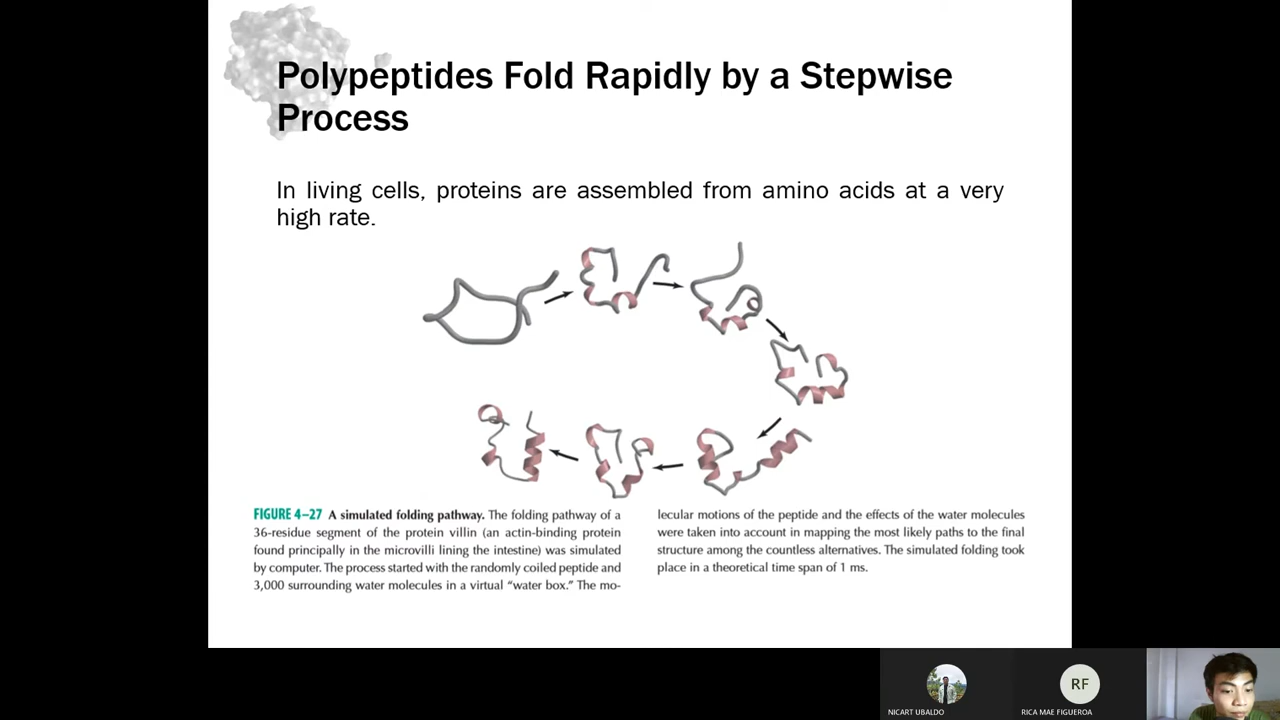 Polypeptides Fold Rapidly by a Stepwise
Process
In living cells, proteins are assembled from amino acids at a very
high rate.
FIGURE 4–27 A simulated folding pathway. The folding pathway of a
36-residue segment of the protein villin (an actin-binding protein
found principally in the microvilli lining the intestine) was simulated
by computer. The process started with the randomly coiled peptide and
3,000 surrounding water molecules in a virtual “water box.” The mo-
lecular motions of the peptide and the effects of the water molecules
were taken into account in mapping the most likely paths to the final
structure among the countless alternatives. The simulated folding took
place in a theoretical time span of 1 ms.
RF
NICART UBALDO
RICA MAE FIGUEROA